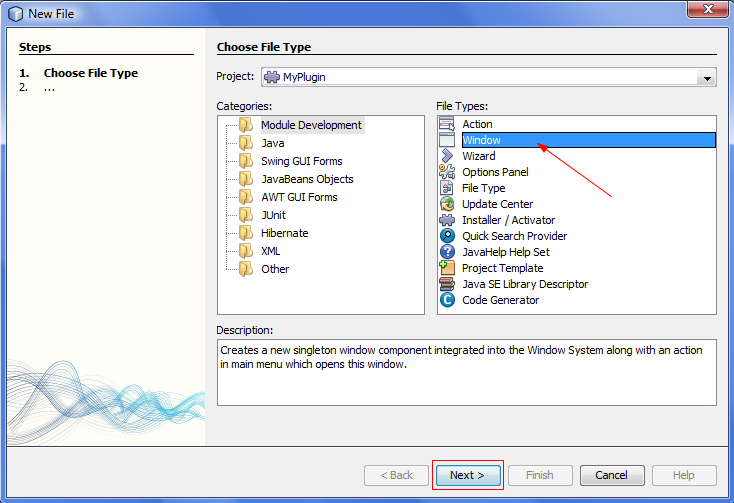 New File
Steps
1. Choose File Type
2. ...
Choose File Type
Project: MyPlugin
Categories:
Module Development
Java
Swing GUI Forms
JavaBeans Objects
AWT GUI Forms
JUnit
Hibernate
XML
Other
File Types:
Action
Window
Wizard
Options Panel
File Type
Update Center
Installer / Activator
Quick Search Provider
JavaHelp Help Set
Project Template
Java SE Library Descriptor
Code Generator
Description:
Creates a new singleton window component integrated into the Window System along with an action
in main menu which opens this window.
< Back Next > Finish Cancel Help